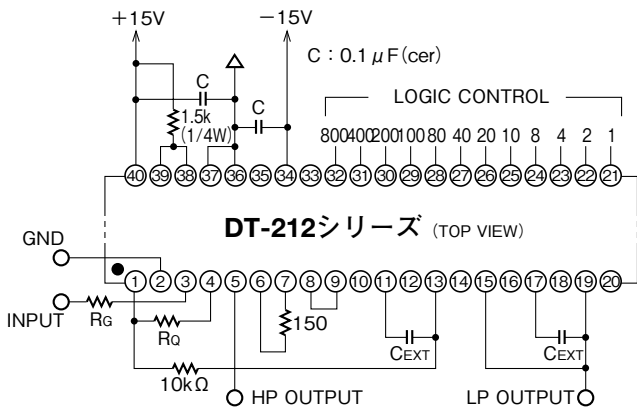 +15V
−15V
C：0.1μF(cer)
C
C
1.5k
(1/4W)
LOGIC CONTROL
800 400 200 100 80 40 20 10 8 4 2 1
40 39 38 37 36 35 34 33 32 31 30 29 28 27 26 25 24 23 22 21
DT-212シリーズ (TOP VIEW)
GND
1 2 3 4 5 6 7 8 9 10 11 12 13 14 15 16 17 18 19 20
INPUT
RG
RQ
150
CEXT
CEXT
10kΩ
HP OUTPUT
LP OUTPUT